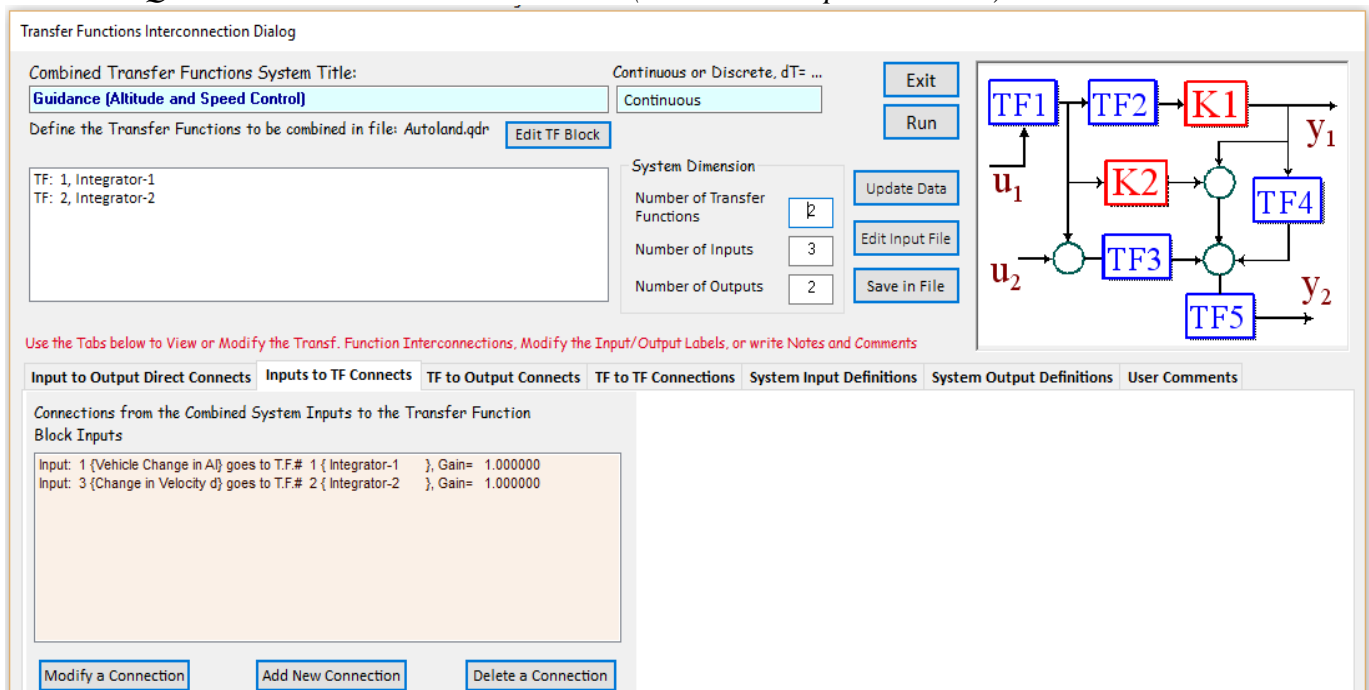 Transfer Functions Interconnection Dialog
Combined Transfer Functions System Title:
Continuous or Discrete, dT= ...
Guidance (Altitude and Speed Control)
Continuous
Exit
Define the Transfer Functions to be combined in file: Autoland.qdr
Edit TF Block
Run
TF: 1, Integrator-1
TF: 2, Integrator-2
System Dimension
Number of Transfer
Functions
2
Number of Inputs
3
Number of Outputs
2
Update Data
Edit Input File
Save in File
TF1
TF2
K1
y1
u1
K2
TF4
u2
TF3
y2
TF5
Use the Tabs below to View or Modify the Transf. Function Interconnections, Modify the Input/Output Labels, or write Notes and Comments
Input to Output Direct Connects
Inputs to TF Connects
TF to Output Connects
TF to TF Connections
System Input Definitions
System Output Definitions
User Comments
Connections from the Combined System Inputs to the Transfer Function
Block Inputs
Input: 1 {Vehicle Change in Al} goes to T.F.# 1 { Integrator-1 }, Gain= 1.000000
Input: 3 {Change in Velocity d} goes to T.F.# 2 { Integrator-2 }, Gain= 1.000000
Modify a Connection
Add New Connection
Delete a Connection